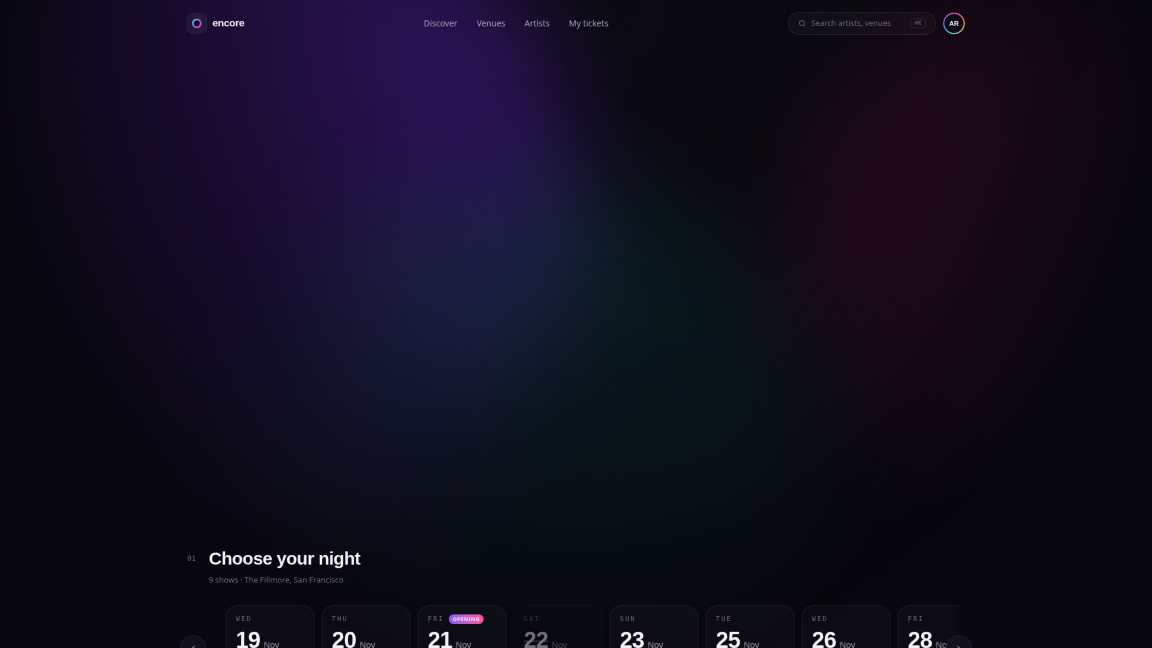 encore
Discover Venues Artists My tickets
Search artists, venues ⌘K
AR
01 Choose your night
9 shows · The Fillmore, San Francisco
WED THU FRI OPENING SAT SUN TUE WED FRI
19 Nov 20 Nov 21 Nov 22 Nov 23 Nov 25 Nov 26 Nov 28